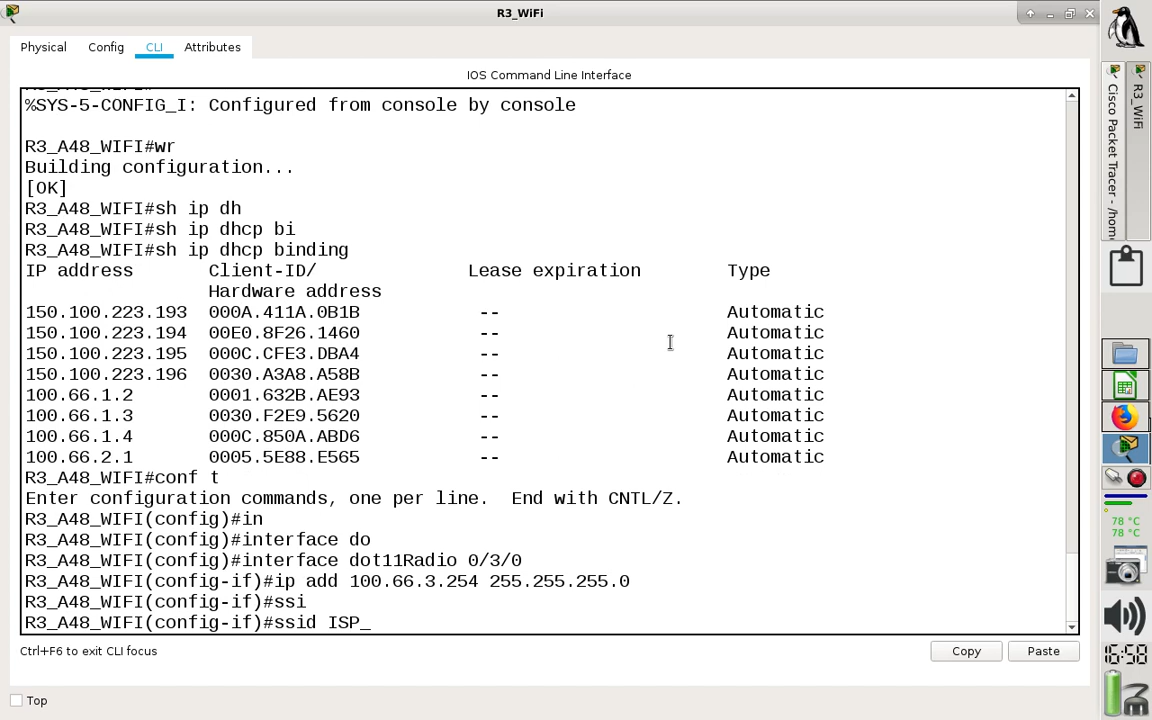 R3_WiFi
Physical Config CLI Attributes
IOS Command Line Interface
%SYS-5-CONFIG_I: Configured from console by console
R3_A48_WIFI#wr
Building configuration...
[OK]
R3_A48_WIFI#sh ip dh
R3_A48_WIFI#sh ip dhcp bi
R3_A48_WIFI#sh ip dhcp binding
IP address Client-ID/ Lease expiration Type
Hardware address
150.100.223.193 000A.411A.0B1B -- Automatic
150.100.223.194 00E0.8F26.1460 -- Automatic
150.100.223.195 000C.CFE3.DBA4 -- Automatic
150.100.223.196 0030.A3A8.A58B -- Automatic
100.66.1.2 0001.632B.AE93 -- Automatic
100.66.1.3 0030.F2E9.5620 -- Automatic
100.66.1.4 000C.850A.ABD6 -- Automatic
100.66.2.1 0005.5E88.E565 -- Automatic
R3_A48_WIFI#conf t
Enter configuration commands, one per line. End with CNTL/Z.
R3_A48_WIFI(config)#in
R3_A48_WIFI(config)#interface do
R3_A48_WIFI(config)#interface dot11Radio 0/3/0
R3_A48_WIFI(config-if)#ip add 100.66.3.254 255.255.255.0
R3_A48_WIFI(config-if)#ssi
R3_A48_WIFI(config-if)#ssid ISP_
Ctrl+F6 to exit CLI focus
Copy Paste
Top
Cisco Packet Tracer - /hom
R3_WiFi
78 °C
78 °C
16:58